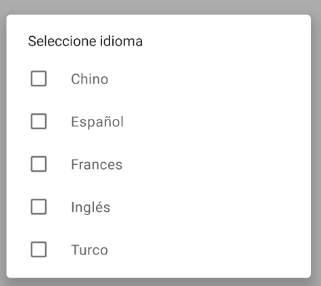 Seleccione idioma
Chino
Español
Frances
Inglés
Turco